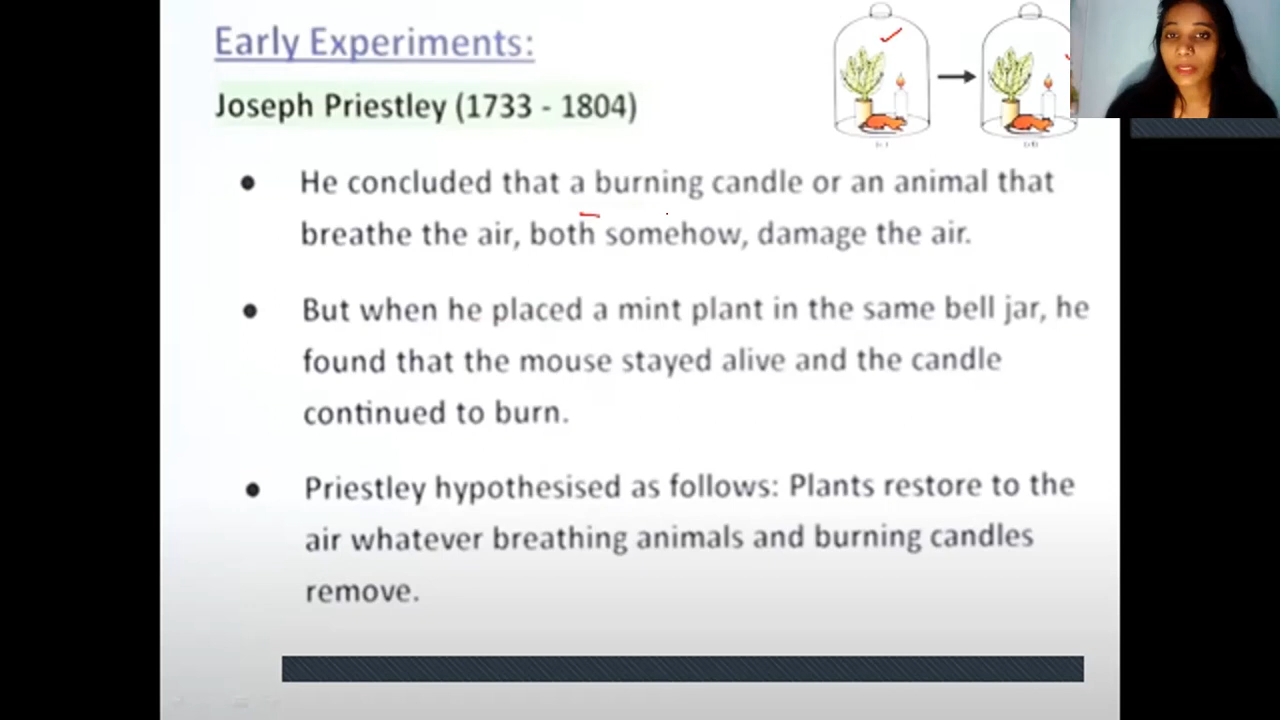 Early Experiments:
Joseph Priestley (1733 - 1804)
● He concluded that a burning candle or an animal that
breathe the air, both somehow, damage the air.
● But when he placed a mint plant in the same bell jar, he
found that the mouse stayed alive and the candle
continued to burn.
● Priestley hypothesised as follows: Plants restore to the
air whatever breathing animals and burning candles
remove.